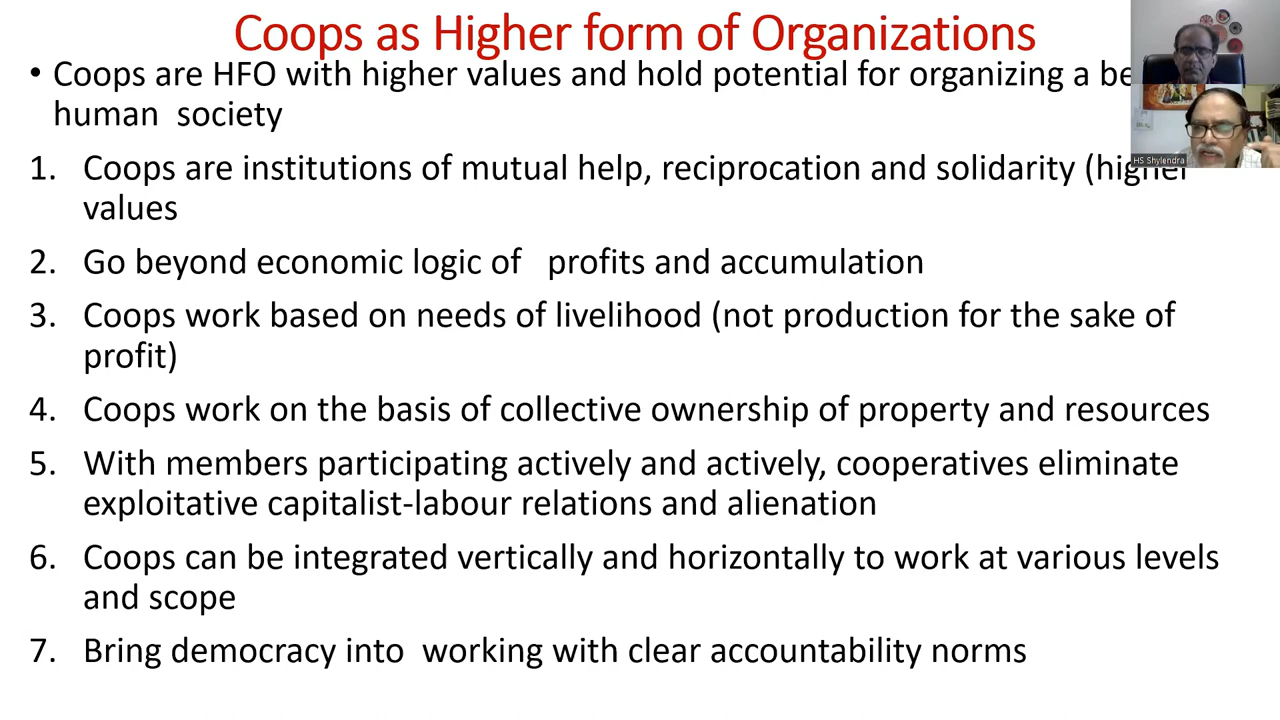 Coops as Higher form of Organizations
• Coops are HFO with higher values and hold potential for organizing a
human society
1. Coops are institutions of mutual help, reciprocation and solidarity (higher
values
2. Go beyond economic logic of profits and accumulation
3. Coops work based on needs of livelihood (not production for the sake of
profit)
4. Coops work on the basis of collective ownership of property and resources
5. With members participating actively and actively, cooperatives eliminate
exploitative capitalist-labour relations and alienation
6. Coops can be integrated vertically and horizontally to work at various levels
and scope
7. Bring democracy into working with clear accountability norms
HS Shylendra